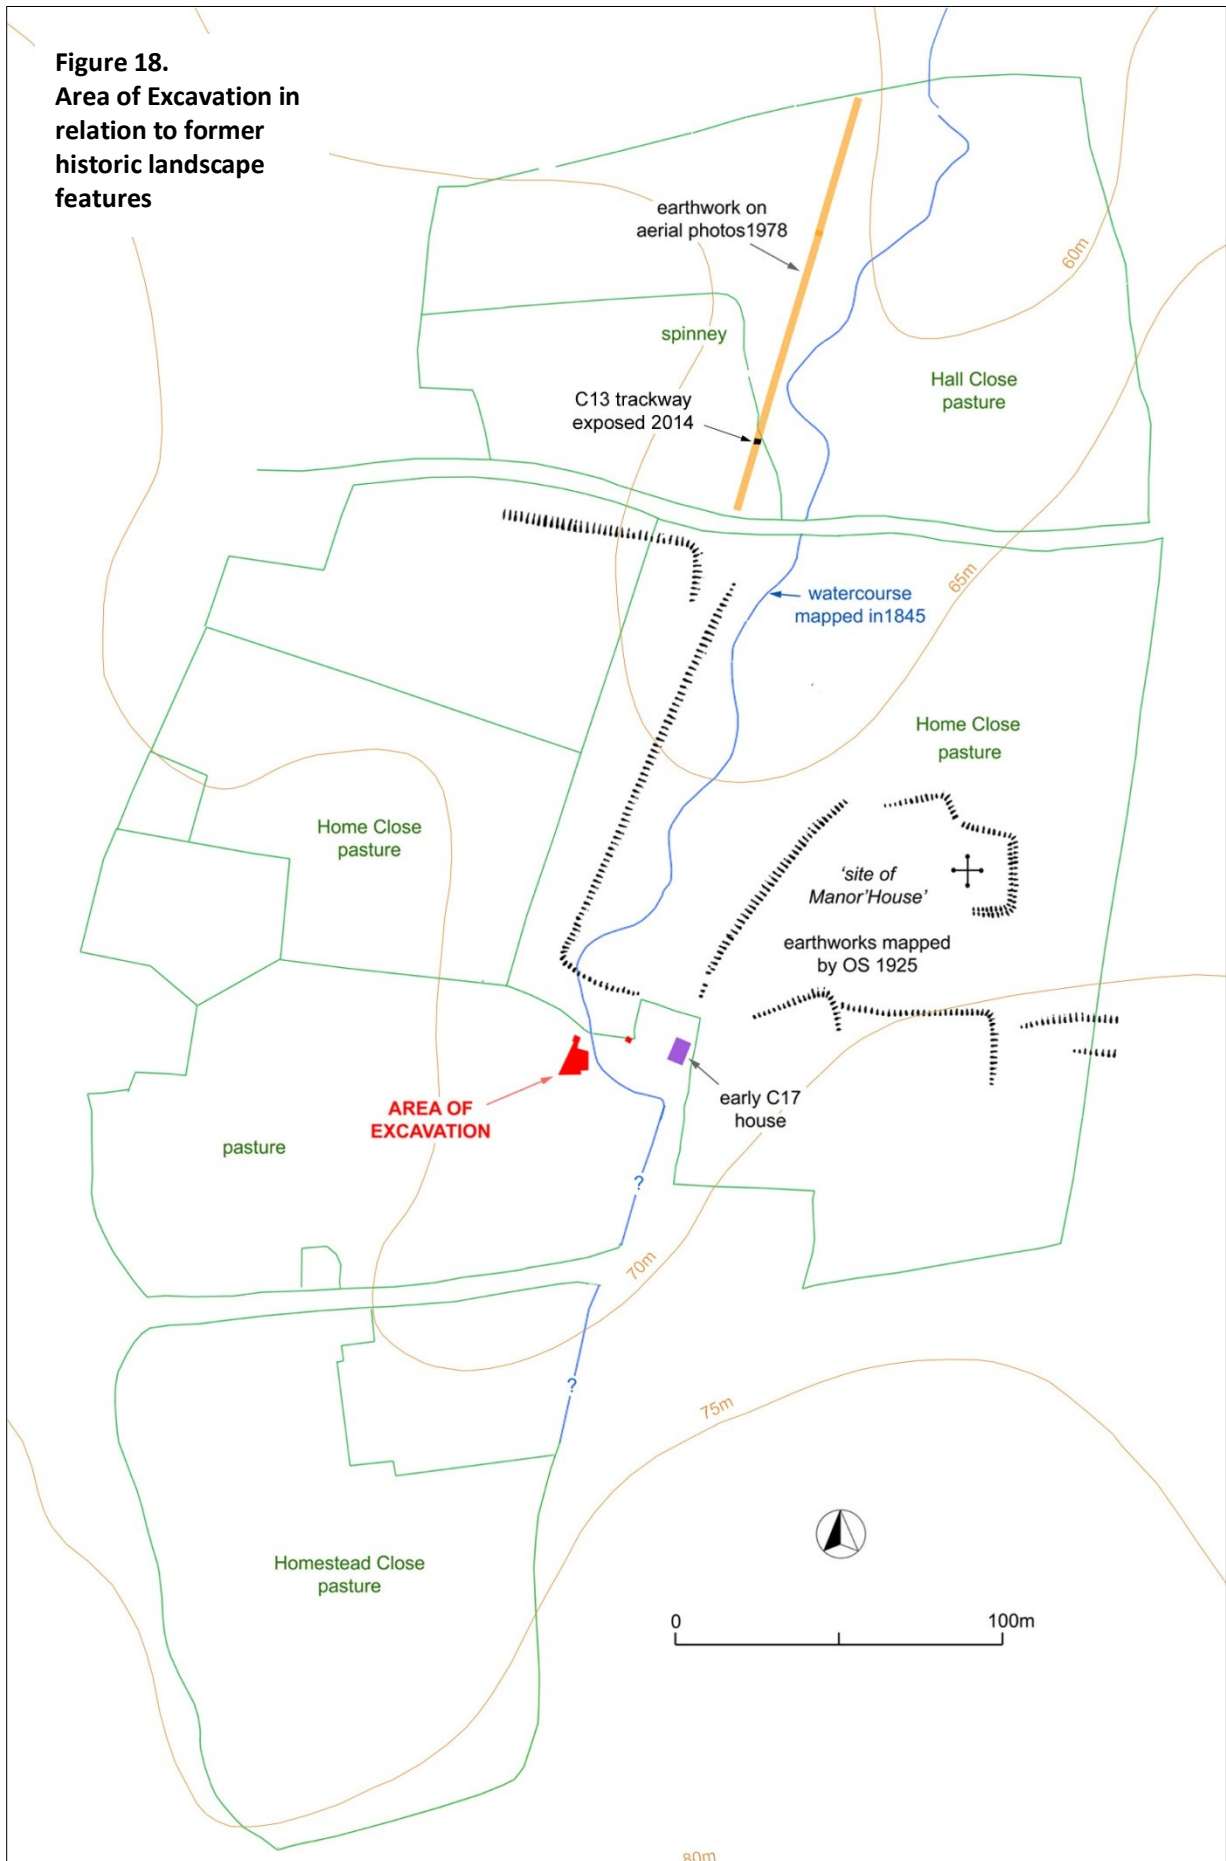 Figure 18.
Area of Excavation in
relation to former
historic landscape
features
earthwork on
aerial photos1978
60m
spinney
Hall Close
pasture
C13 trackway
exposed 2014
65m
watercourse
mapped in1845
Home Close
pasture
Home Close
pasture
'site of
Manor'House'
earthworks mapped
by OS 1925
early C17
house
AREA OF
EXCAVATION
pasture
?
70m
?
75m
Homestead Close
pasture
0 100m
80m